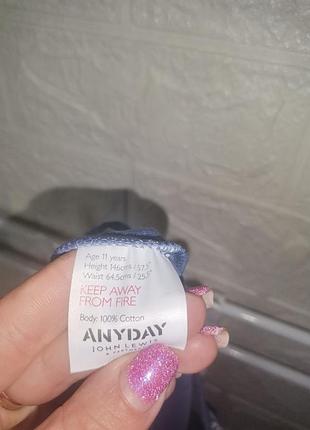 Age 11 years
Height 146cm / 57.5"
Waist 64.5cm / 25.5"
KEEP AWAY
FROM FIRE
Body: 100% Cotton
ANYDAY
JOHN LEWIS